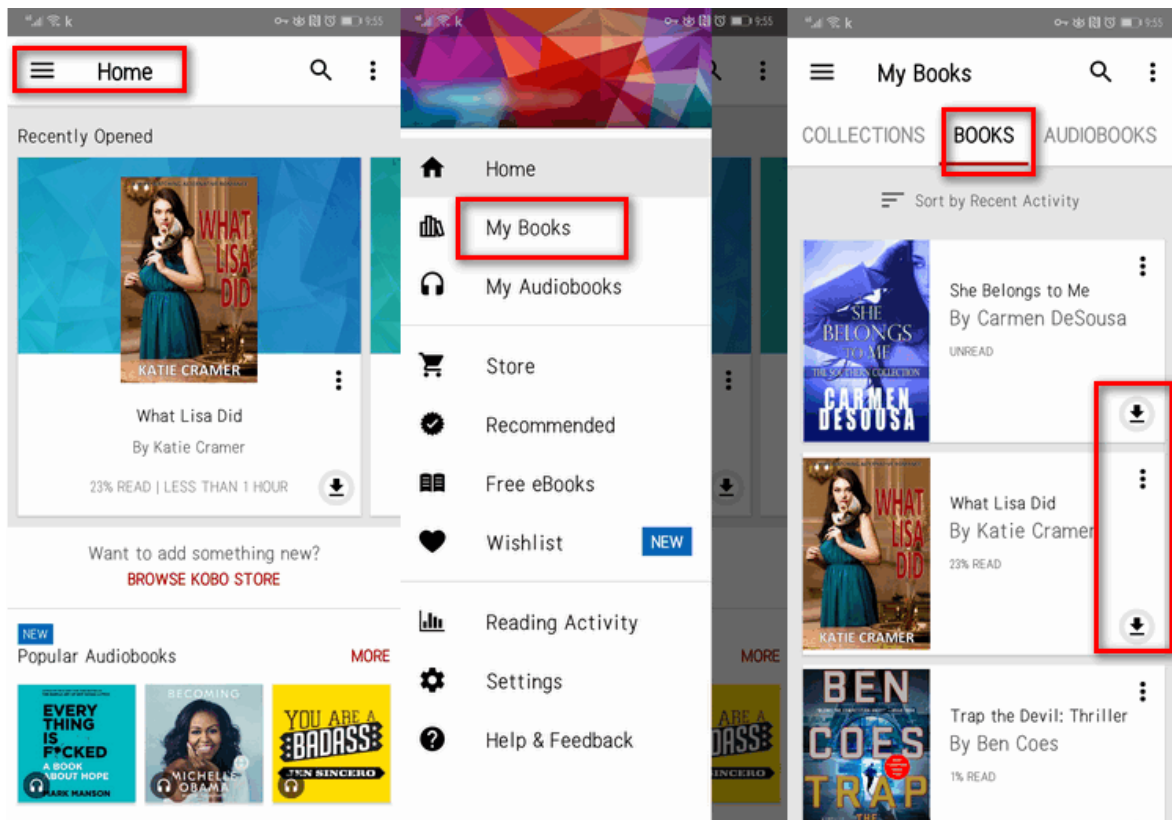 k
9:55
Home
Recently Opened
WHAT
LISA
DID
KATIE CRAMER
What Lisa Did
By Katie Cramer
23% READ | LESS THAN 1 HOUR
Want to add something new?
BROWSE KOBO STORE
NEW
Popular Audiobooks
MORE
EVERY
THING
IS
F*CKED
A BOOK
ABOUT HOPE
MARK MANSON
BECOMING
MICHELLE
OBAMA
YOU ARE A
BADASS
JEN SINCERO
k
9:55
Home
My Books
My Audiobooks
Store
Recommended
Free eBooks
Wishlist
NEW
Reading Activity
Settings
Help & Feedback
MORE
ARE A
DASS
INCERO
k
9:55
My Books
COLLECTIONS
BOOKS
AUDIOBOOKS
Sort by Recent Activity
SHE
BELONGS
TO ME
THE SOUTHERN COLLECTION
CARMEN
DESOUSA
She Belongs to Me
By Carmen DeSousa
UNREAD
WHAT
LISA
DID
KATIE CRAMER
What Lisa Did
By Katie Cramer
23% READ
BEN
COES
TRAP
THE
Trap the Devil: Thriller
By Ben Coes
1% READ